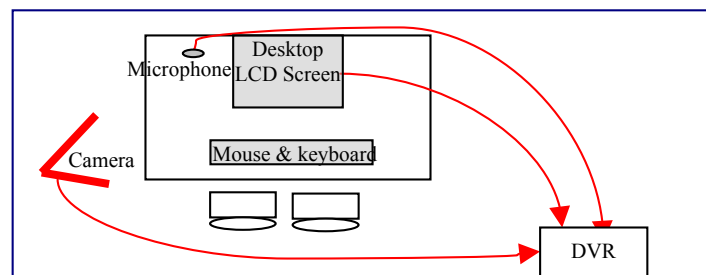 Desktop
LCD Screen
Microphone
Camera
Mouse & keyboard
DVR